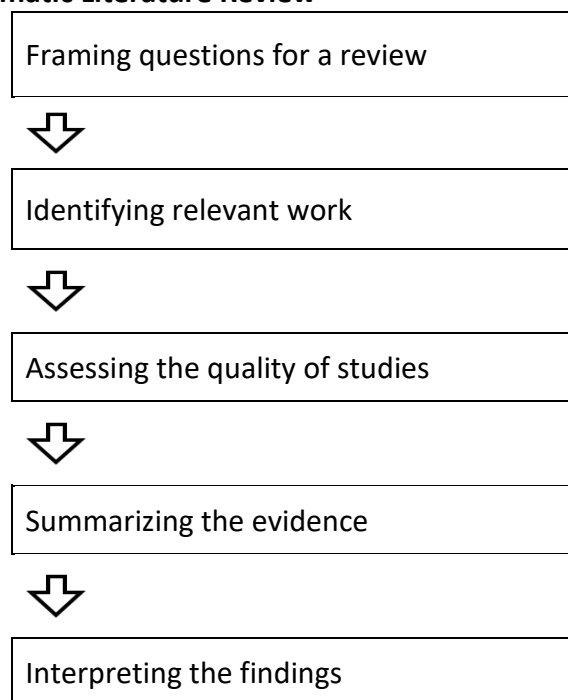 Literature Review
Framing questions for a review
Identifying relevant work
Assessing the quality of studies
Summarizing the evidence
Interpreting the findings